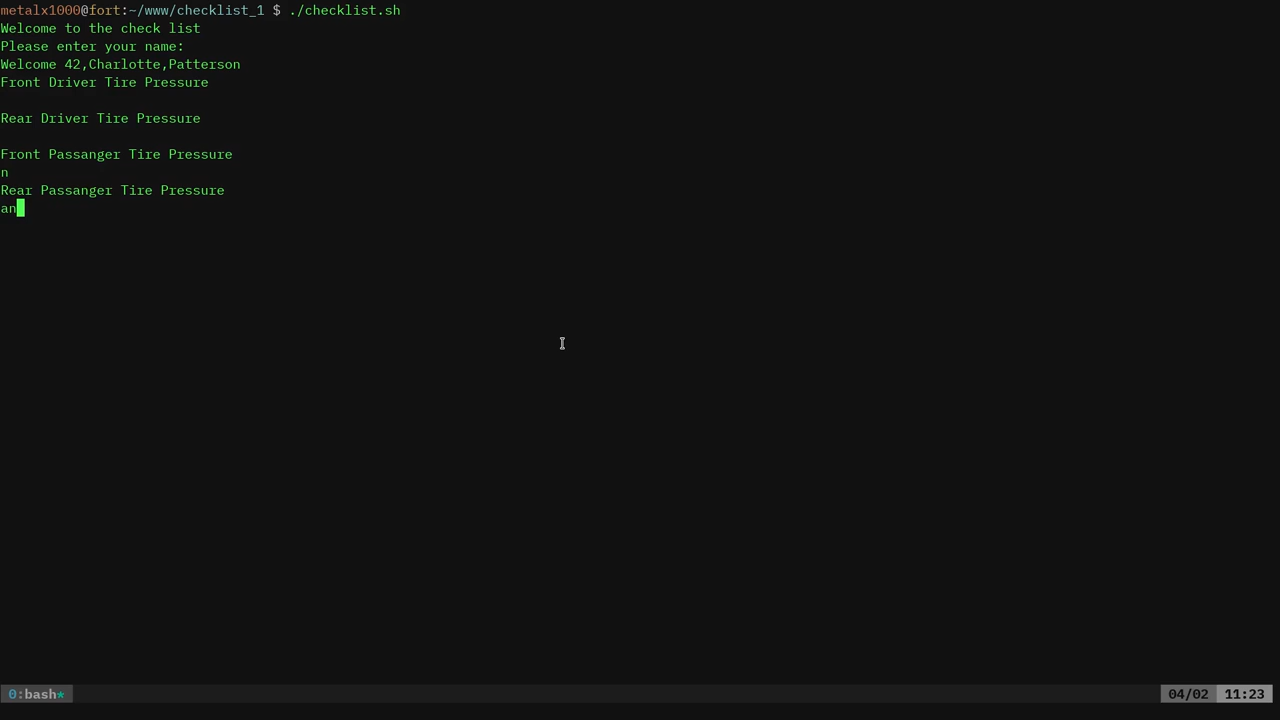 metalx1000@fort:~/www/checklist_1 $ ./checklist.sh
Welcome to the check list
Please enter your name:
Welcome 42,Charlotte,Patterson
Front Driver Tire Pressure
Rear Driver Tire Pressure
Front Passanger Tire Pressure
n
Rear Passanger Tire Pressure
an
0:bash* 04/02 11:23